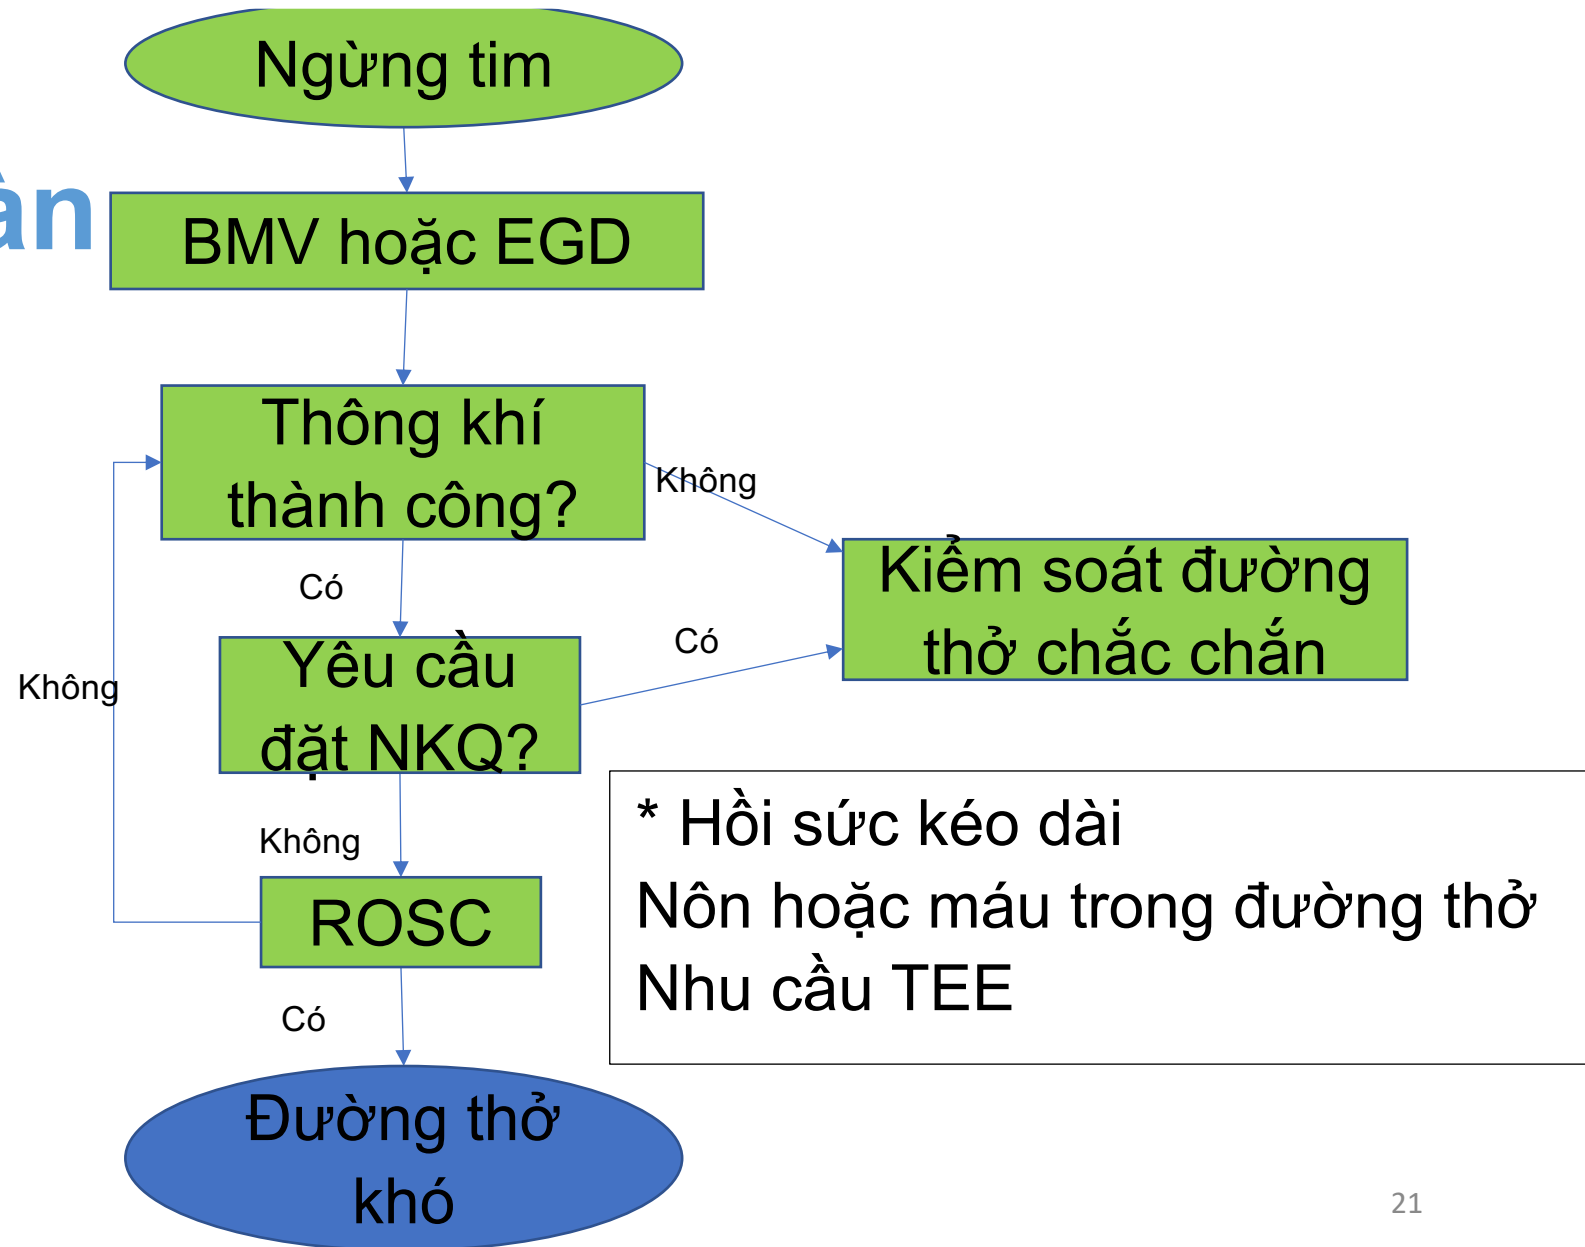 Ngừng tim
BMV hoặc EGD
Thông khí
thành công?
Không
Có
Kiểm soát đường
thở chắc chắn
Yêu cầu
đặt NKQ?
Có
Không
Không
ROSC
* Hồi sức kéo dài
Nôn hoặc máu trong đường thở
Nhu cầu TEE
Có
Đường thở
khó
21